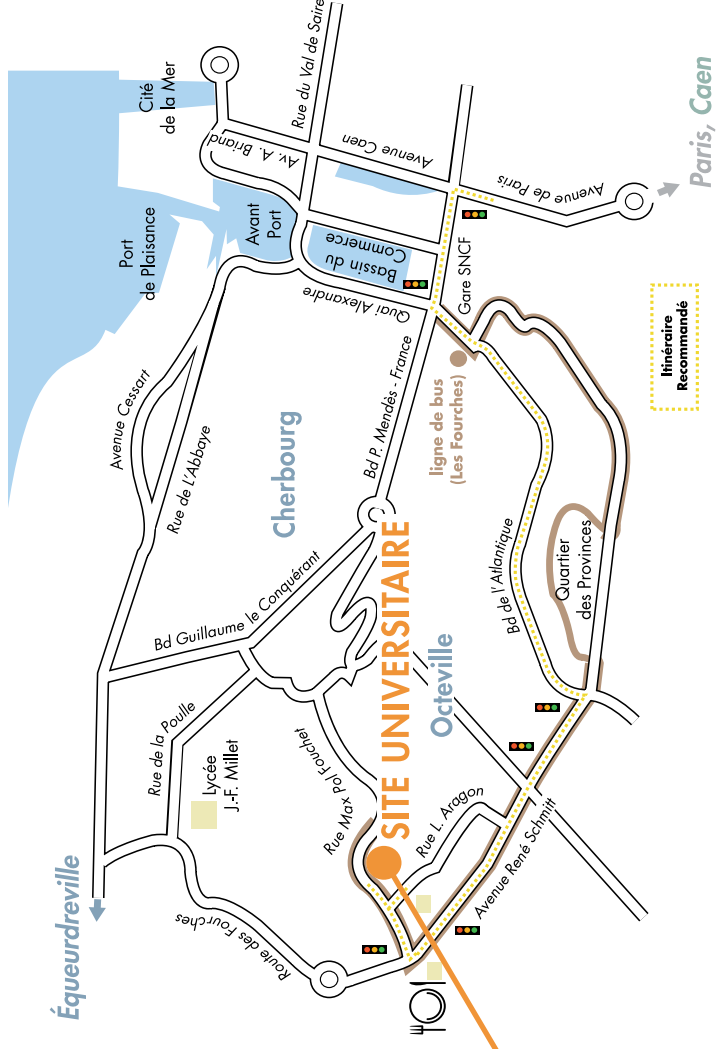 Équeurdreville
Route des Fourches
Rue de la Poulle
Lycée
J.-F. Millet
Rue Max Pol Fouchet
SITE UNIVERSITAIRE
Rue L. Aragon
Avenue René Schmitt
Bd Guillaume le Conquérant
Octeville
Cherbourg
Avenue Cessart
Rue de L'Abbaye
Port
de Plaisance
Cité
de la Mer
Avant
Port
Av. A. Briand
Rue du Val de Saire
Avenue Caen
Bassin du
Commerce
Quai Alexandre
Bd P. Mendès - France
Gare SNCF
Avenue de Paris
Paris, Caen
ligne de bus
(Les Fourches)
Bd de l'Atlantique
Quartier
des Provinces
Itinéraire
Recommandé